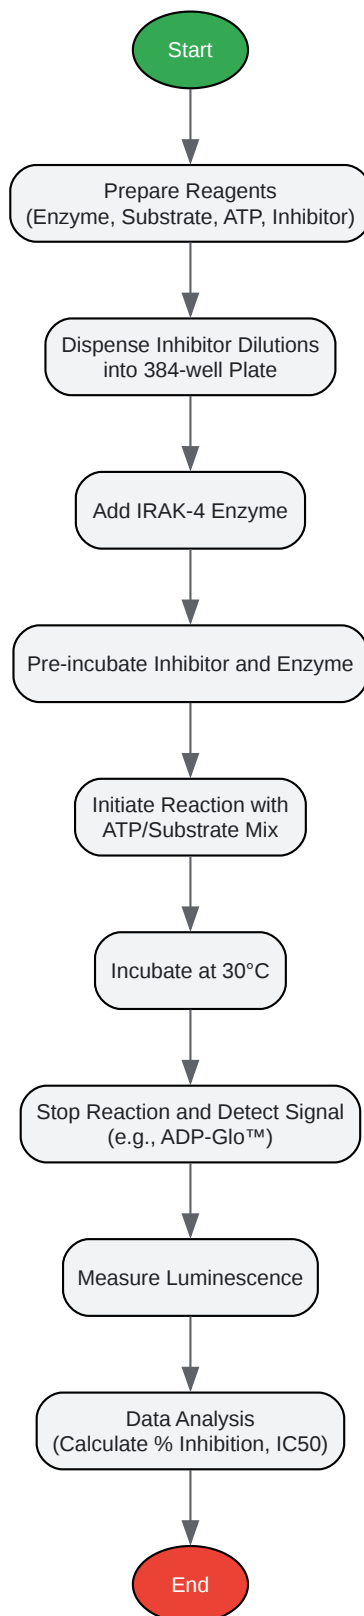 Start
Prepare Reagents
(Enzyme, Substrate, ATP, Inhibitor)
Dispense Inhibitor Dilutions
into 384-well Plate
Add IRAK-4 Enzyme
Pre-incubate Inhibitor and Enzyme
Initiate Reaction with
ATP/Substrate Mix
Incubate at 30°C
Stop Reaction and Detect Signal
(e.g., ADP-Glo™)
Measure Luminescence
Data Analysis
(Calculate % Inhibition, IC50)
End